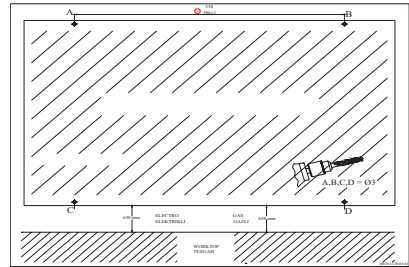 A
B
A,B,C,D = Ø3
C
D
650 mm
ELECTRO
ELEKTRİKLİ
GAS
GAZLI
650 mm
WORKTOP
TEZGAH